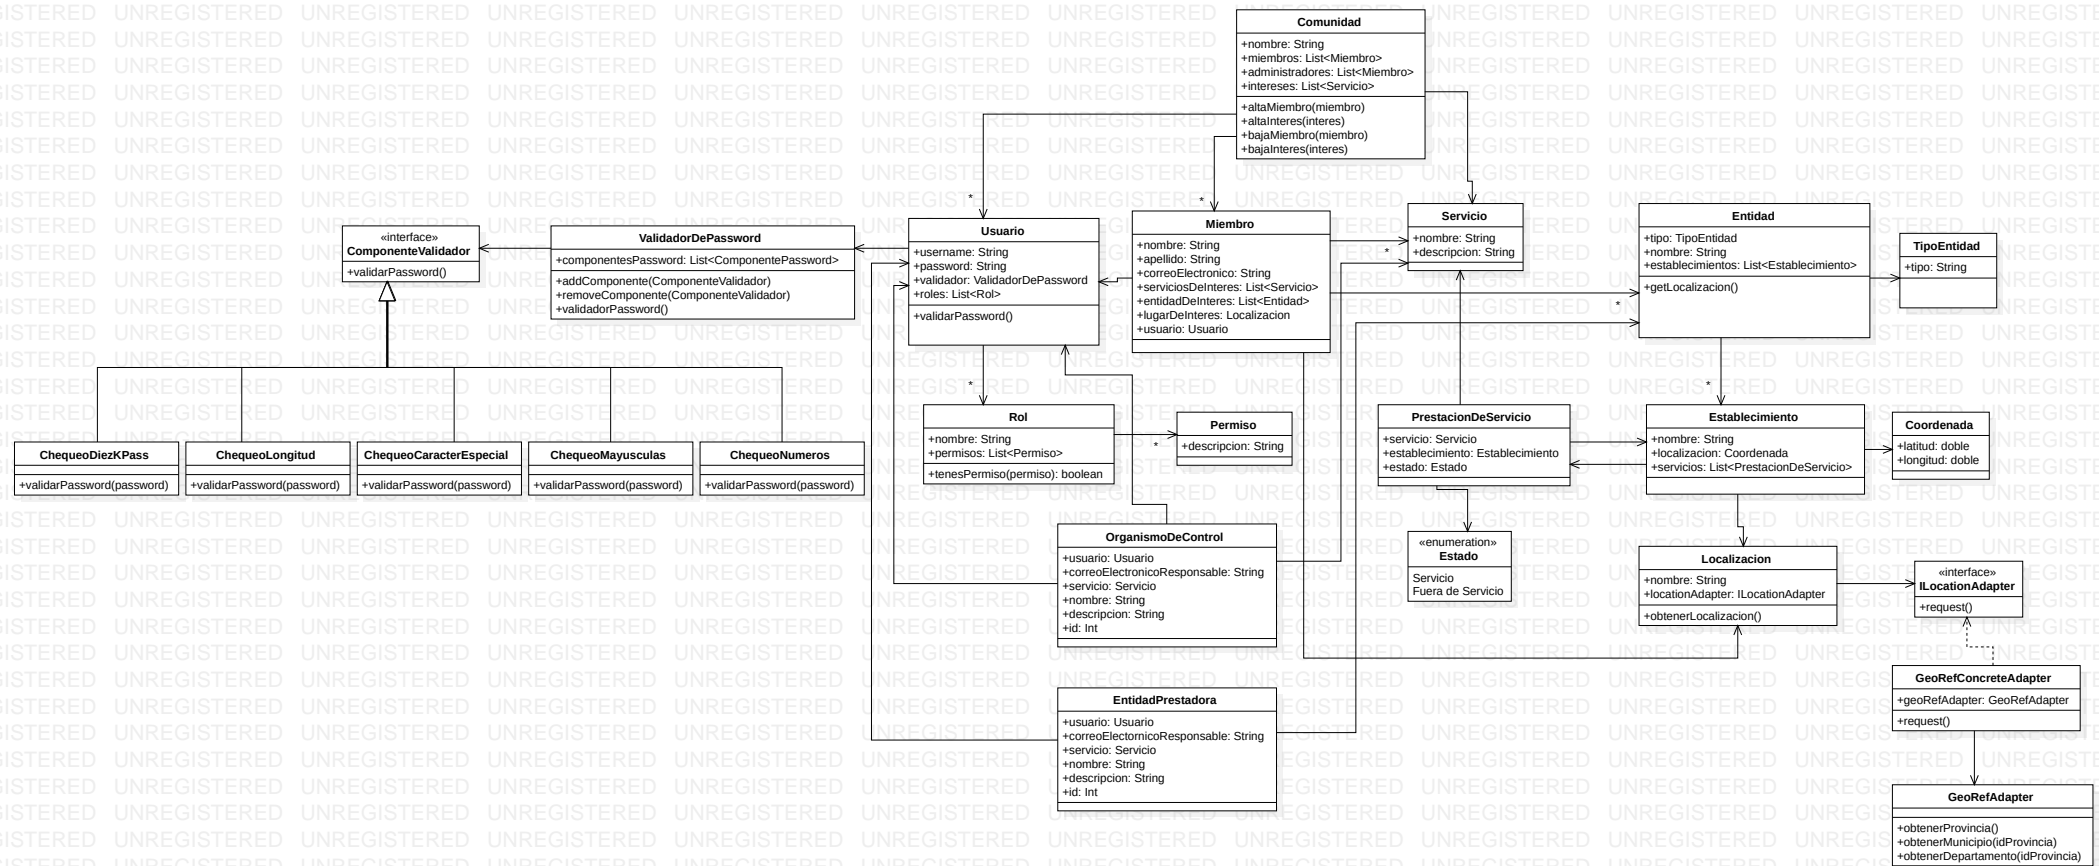 Comunidad
+nombre: String
+miembros: List<Miembro>
+administradores: List<Miembro>
+intereses: List<Servicio>
+altaMiembro(miembro)
+altaInteres(interes)
+bajaMiembro(miembro)
+bajaInteres(interes)
«interface»
ComponenteValidador
+validarPassword()
ValidadorDePassword
+componentesPassword: List<ComponentePassword>
+addComponente(ComponenteValidador)
+removeComponente(ComponenteValidador)
+validadorPassword()
*
Usuario
+username: String
+password: String
+validador: ValidadorDePassword
+roles: List<Rol>
+validarPassword()
*
Miembro
+nombre: String
+apellido: String
+correoElectronico: String
+serviciosDeInteres: List<Servicio>
+entidadDeInteres: List<Entidad>
+lugarDeInteres: Localizacion
+usuario: Usuario
Servicio
+nombre: String
+descripcion: String
*
Entidad
+tipo: TipoEntidad
+nombre: String
+establecimientos: List<Establecimiento>
+getLocalizacion()
*
TipoEntidad
+tipo: String
ChequeoDiezKPass
+validarPassword(password)
ChequeoLongitud
+validarPassword(password)
ChequeoCaracterEspecial
+validarPassword(password)
ChequeoMayusculas
+validarPassword(password)
ChequeoNumeros
+validarPassword(password)
*
Rol
+nombre: String
+permisos: List<Permiso>
+tenesPermiso(permiso): boolean
*
Permiso
+descripcion: String
PrestacionDeServicio
+servicio: Servicio
+establecimiento: Establecimiento
+estado: Estado
*
Establecimiento
+nombre: String
+localizacion: Coordenada
+servicios: List<PrestacionDeServicio>
Coordenada
+latitud: doble
+longitud: doble
OrganismoDeControl
+usuario: Usuario
+correoElectronicoResponsable: String
+servicio: Servicio
+nombre: String
+descripcion: String
+id: Int
«enumeration»
Estado
Servicio
Fuera de Servicio
Localizacion
+nombre: String
+locationAdapter: ILocationAdapter
+obtenerLocalizacion()
«interface»
ILocationAdapter
+request()
EntidadPrestadora
+usuario: Usuario
+correoElectornicoResponsable: String
+servicio: Servicio
+nombre: String
+descripcion: String
+id: Int
GeoRefConcreteAdapter
+geoRefAdapter: GeoRefAdapter
+request()
GeoRefAdapter
+obtenerProvincia()
+obtenerMunicipio(idProvincia)
+obtenerDepartamento(idProvincia)
UNREGISTERED